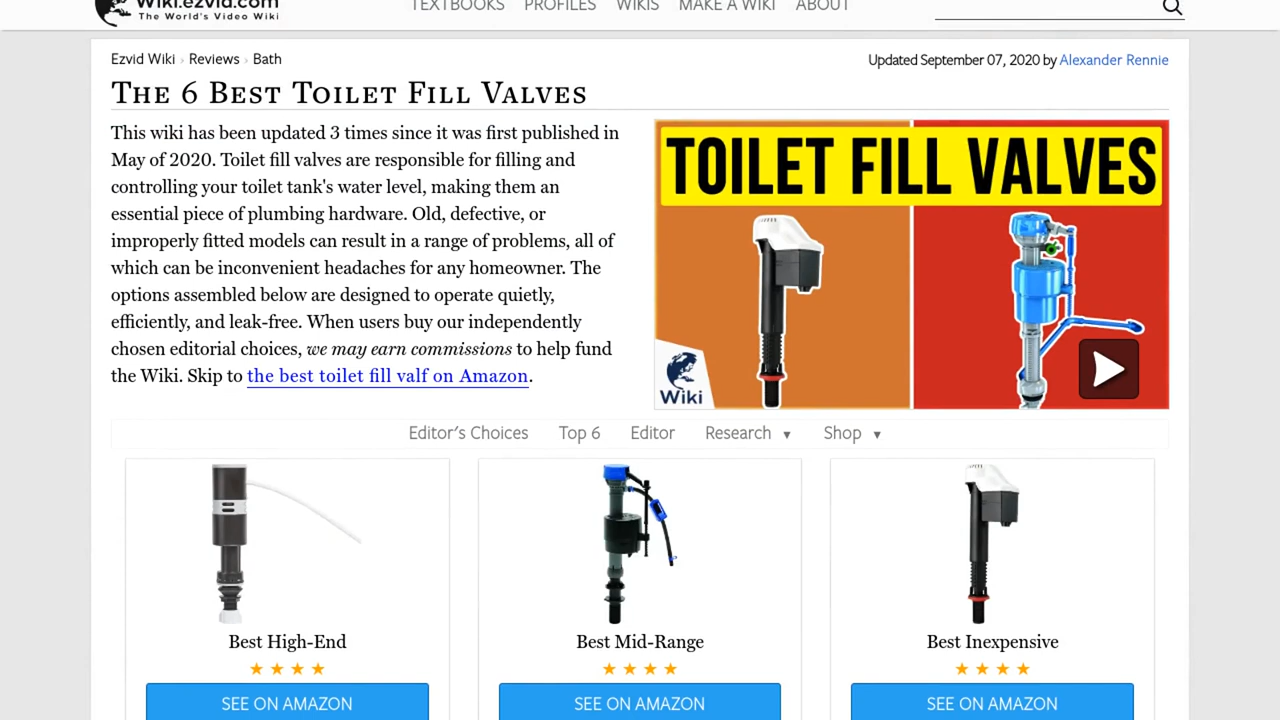 Wiki.ezvid.com
The World's Video Wiki
TEXTBOOKS PROFILES WIKIS MAKE A WIKI ABOUT
Ezvid Wiki › Reviews › Bath
Updated September 07, 2020 by Alexander Rennie
The 6 Best Toilet Fill Valves
This wiki has been updated 3 times since it was first published in
May of 2020. Toilet fill valves are responsible for filling and
controlling your toilet tank's water level, making them an
essential piece of plumbing hardware. Old, defective, or
improperly fitted models can result in a range of problems, all of
which can be inconvenient headaches for any homeowner. The
options assembled below are designed to operate quietly,
efficiently, and leak-free. When users buy our independently
chosen editorial choices, we may earn commissions to help fund
the Wiki. Skip to the best toilet fill valf on Amazon.
TOILET FILL VALVES
Wiki
Editor's Choices Top 6 Editor Research ▼ Shop ▼
Best High-End
Best Mid-Range
Best Inexpensive
SEE ON AMAZON
SEE ON AMAZON
SEE ON AMAZON